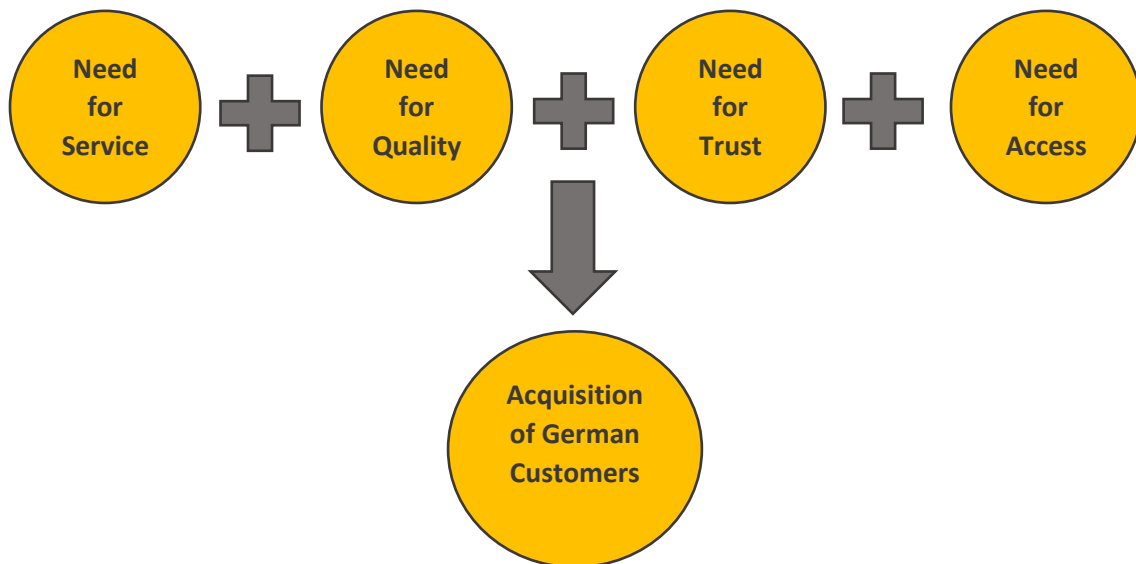 Need
for
Service
Need
for
Quality
Need
for
Trust
Need
for
Access
Acquisition
of German
Customers